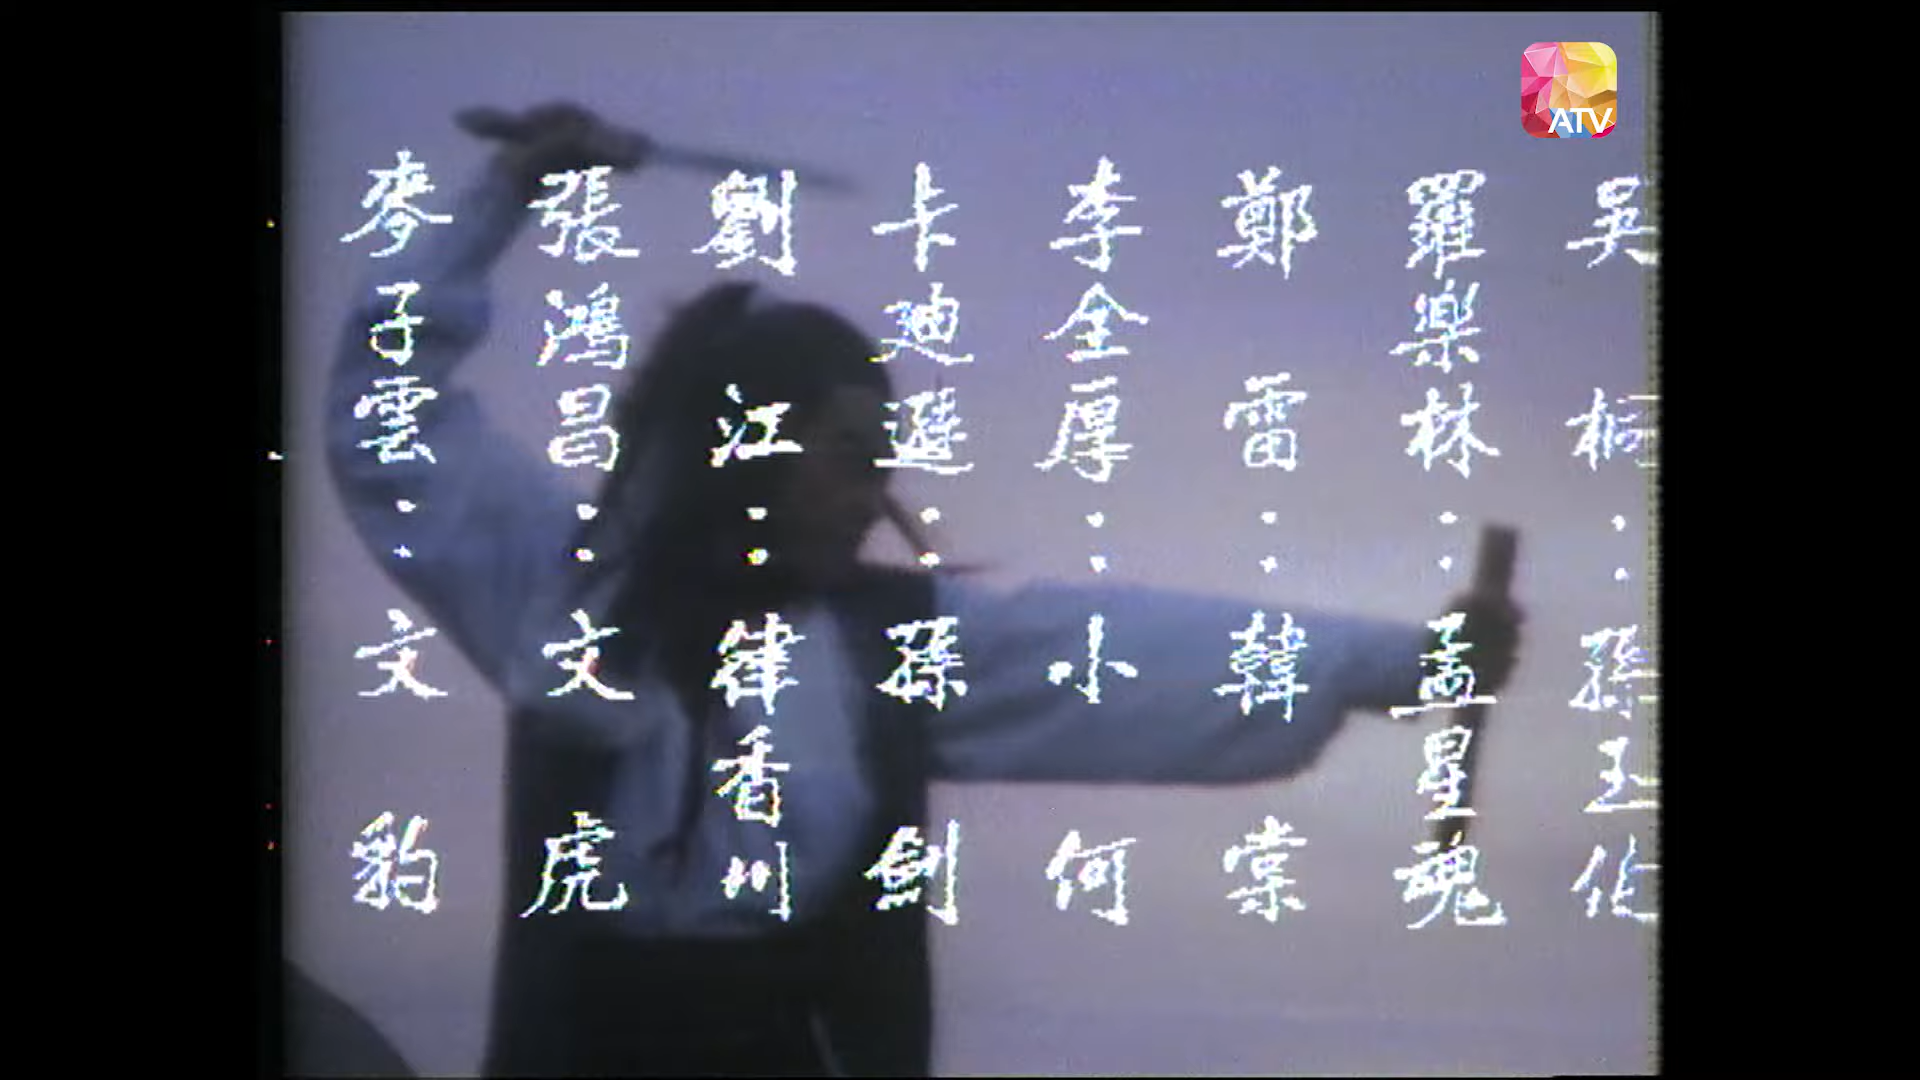 ATV
吳桐：孫玉伯
羅樂林：孟星魂
鄭雷：韓棠
李全厚：小何
卡迪遜：孫劍
劉江：律香川
張鴻昌：文虎
麥子雲：文豹